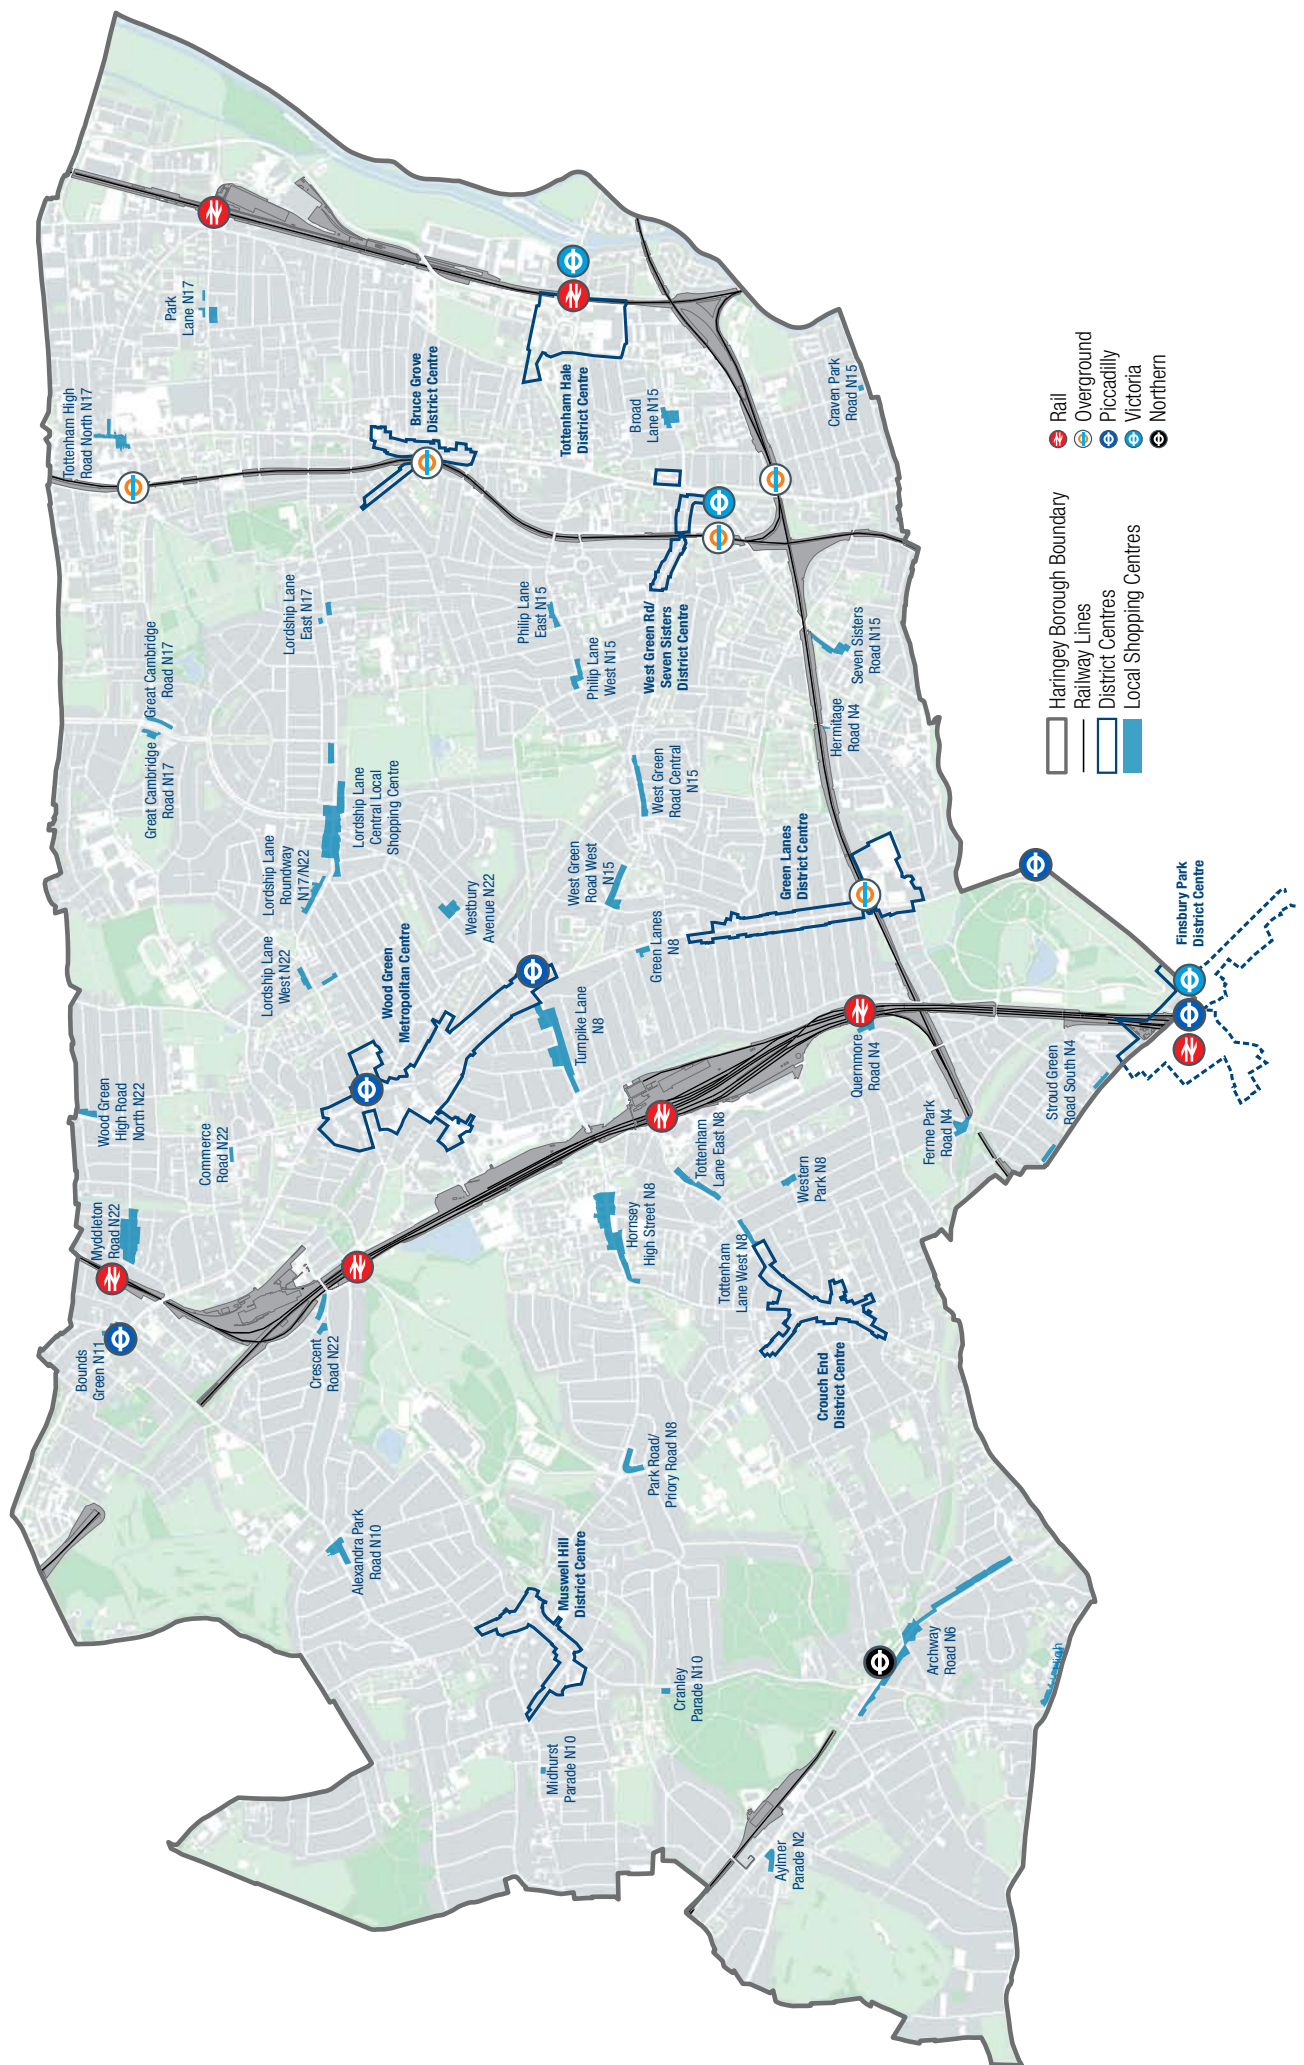 Park
Lane N17
Tottenham High
Road North N17
Bruce Grove
District Centre
Tottenham Hale
District Centre
Broad
Lane N15
Craven Park
Road N15
Great Cambridge
Road N17
Great Cambridge
Road N17
Lordship Lane
East N17
Philip Lane
East N15
Philip Lane
West N15
West Green Rd/
Seven Sisters
District Centre
Seven Sisters
Road N15
Hermitage
Road N4
Lordship Lane
Roundway
N17/N22
Lordship Lane
Central Local
Shopping Centre
West Green
Road Central
N15
West Green
Road West
N15
Green Lanes
District Centre
Westbury
Avenue N22
Lordship Lane
West N22
Wood Green
Metropolitan Centre
Green Lanes
N8
Turnpike Lane
N8
Wood Green
High Road
North N22
Commerce
Road N22
Myddleton
Road N22
Bounds
Green N11
Crescent
Road N22
Hornsey
High Street N8
Tottenham
Lane East N8
Tottenham
Lane West N8
Western
Park N8
Quernmore
Road N4
Ferme Park
Road N4
Stroud Green
Road South N4
Finsbury Park
District Centre
Crouch End
District Centre
Park Road/
Priory Road N8
Alexandra Park
Road N10
Muswell Hill
District Centre
Midhurst
Parade N10
Cranley
Parade N10
Archway
Road N6
Aylmer
Parade N2
Haringey Borough Boundary
Railway Lines
District Centres
Local Shopping Centres
Rail
Overground
Piccadilly
Victoria
Northern